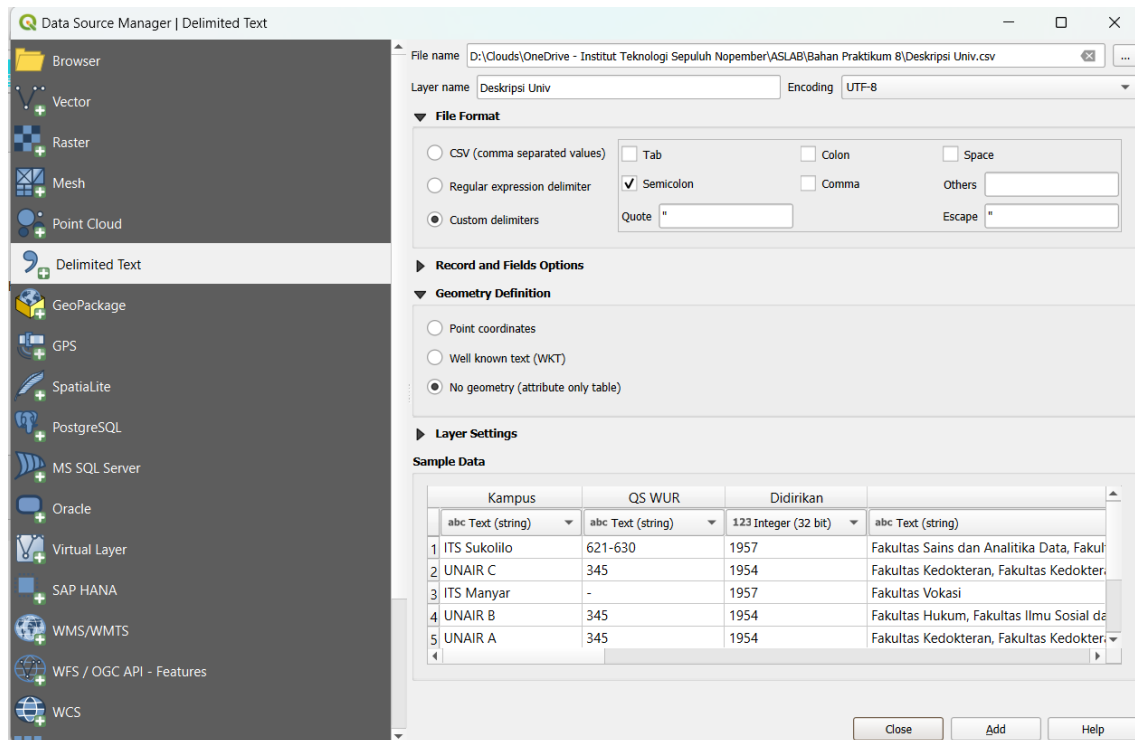 Data Source Manager | Delimited Text
Browser
Vector
Raster
Mesh
Point Cloud
Delimited Text
GeoPackage
GPS
SpatiaLite
PostgreSQL
MS SQL Server
Oracle
Virtual Layer
SAP HANA
WMS/WMTS
WFS / OGC API - Features
WCS
File name D:\Clouds\OneDrive - Institut Teknologi Sepuluh Nopember\ASLAB\Bahan Praktikum 8\Deskripsi Univ.csv ...
Layer name Deskripsi Univ Encoding UTF-8
File Format
CSV (comma separated values) Tab Colon Space
Regular expression delimiter Semicolon Comma Others
Custom delimiters Quote " Escape "
Record and Fields Options
Geometry Definition
Point coordinates
Well known text (WKT)
No geometry (attribute only table)
Layer Settings
Sample Data
Kampus QS WUR Didirikan
abc Text (string) abc Text (string) 123 Integer (32 bit) abc Text (string)
1 ITS Sukolilo 621-630 1957 Fakultas Sains dan Analitika Data, Fakul
2 UNAIR C 345 1954 Fakultas Kedokteran, Fakultas Kedokter
3 ITS Manyar - 1957 Fakultas Vokasi
4 UNAIR B 345 1954 Fakultas Hukum, Fakultas Ilmu Sosial da
5 UNAIR A 345 1954 Fakultas Kedokteran, Fakultas Kedokter
Close Add Help